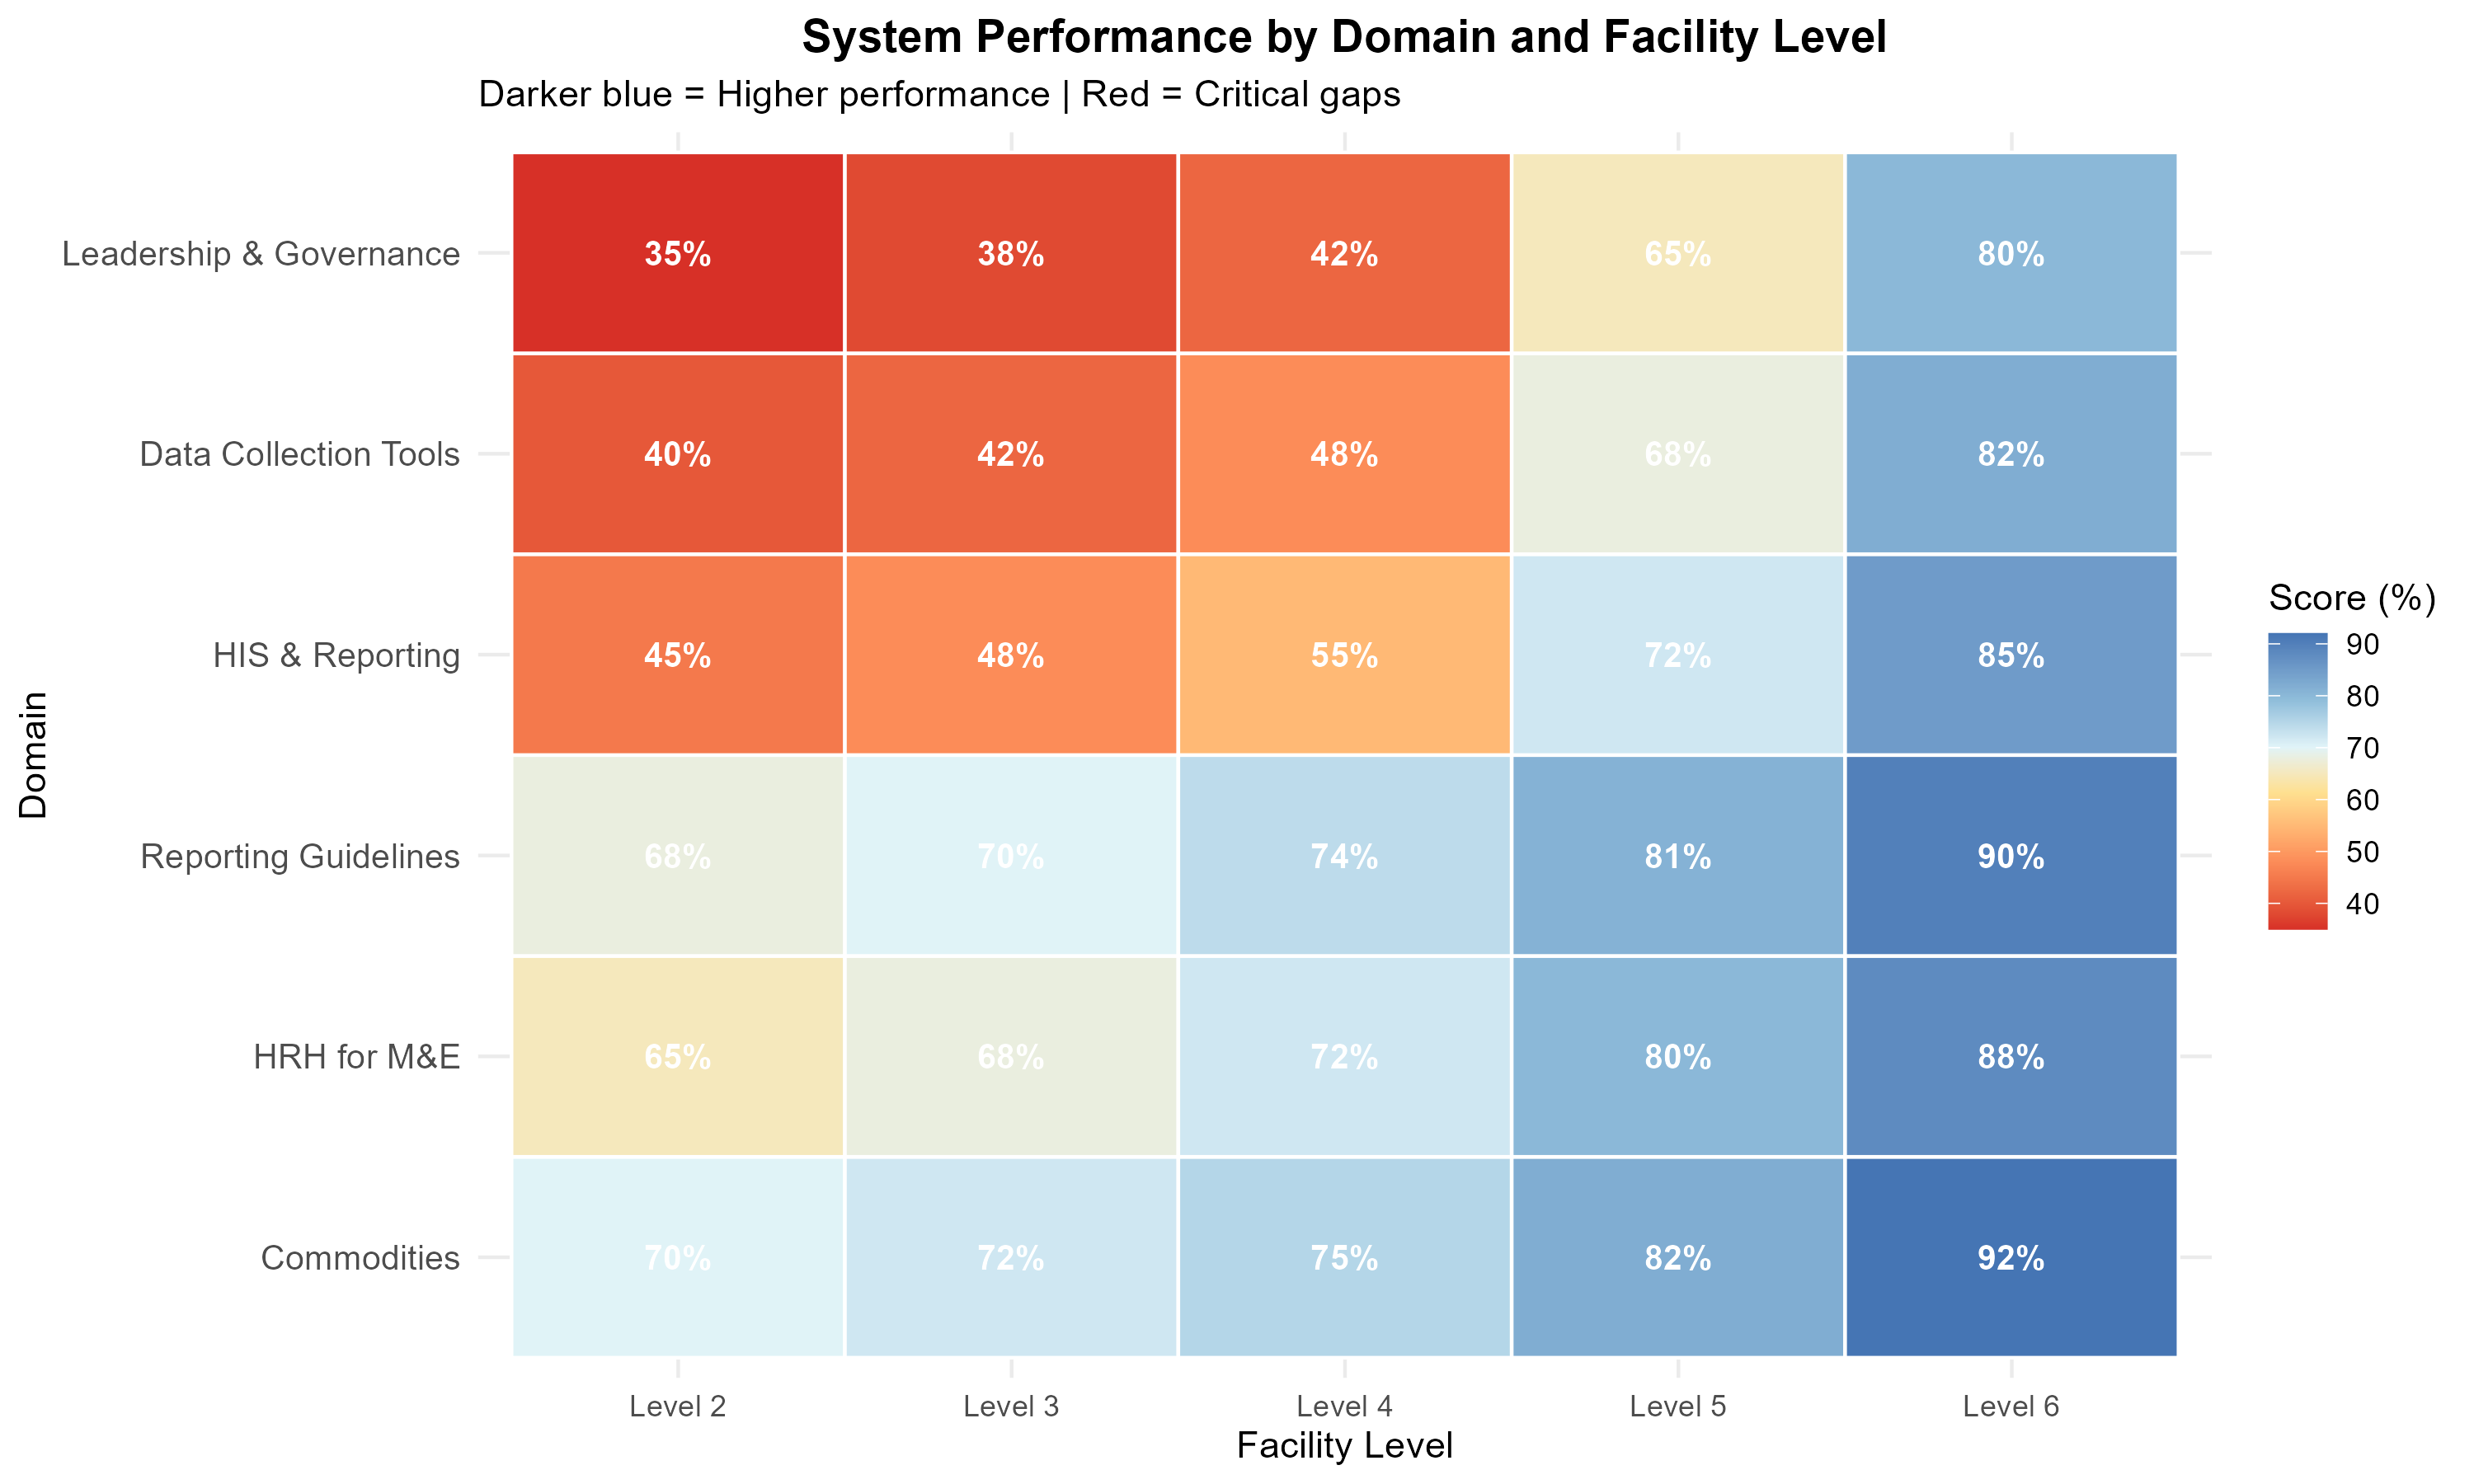 System Performance by Domain and Facility Level
Darker blue = Higher performance | Red = Critical gaps
Leadership & Governance 35% 38% 42% 65% 80%
Data Collection Tools 40% 42% 48% 68% 82%
HIS & Reporting 45% 48% 55% 72% 85%
Reporting Guidelines 68% 70% 74% 81% 90%
HRH for M&E 65% 68% 72% 80% 88%
Commodities 70% 72% 75% 82% 92%
Level 2 Level 3 Level 4 Level 5 Level 6
Facility Level
Domain
Score (%)
90
80
70
60
50
40